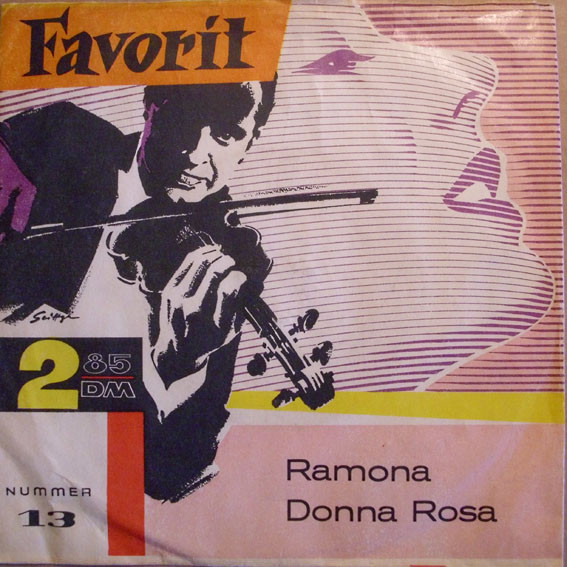 Favorit
2 85
DM
NUMMER
13
Ramona
Donna Rosa